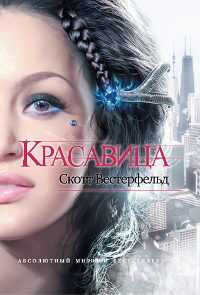 КРАСАВИЦА
Скотт Вестерфельд
АБСОЛЮТНЫЙ МИРОВОЙ БЕСТСЕЛЛЕР